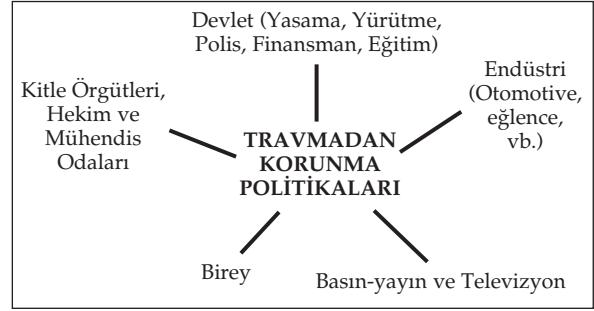 Devlet (Yasama, Yürütme,
Polis, Finansman, Eğitim)
Kitle Örgütleri,
Hekim ve
Mühendis
Odaları
Endüstri
(Otomotive,
eğlence,
vb.)
TRAVMADAN
KORUNMA
POLİTİKALARI
Birey
Basın-yayın ve Televizyon